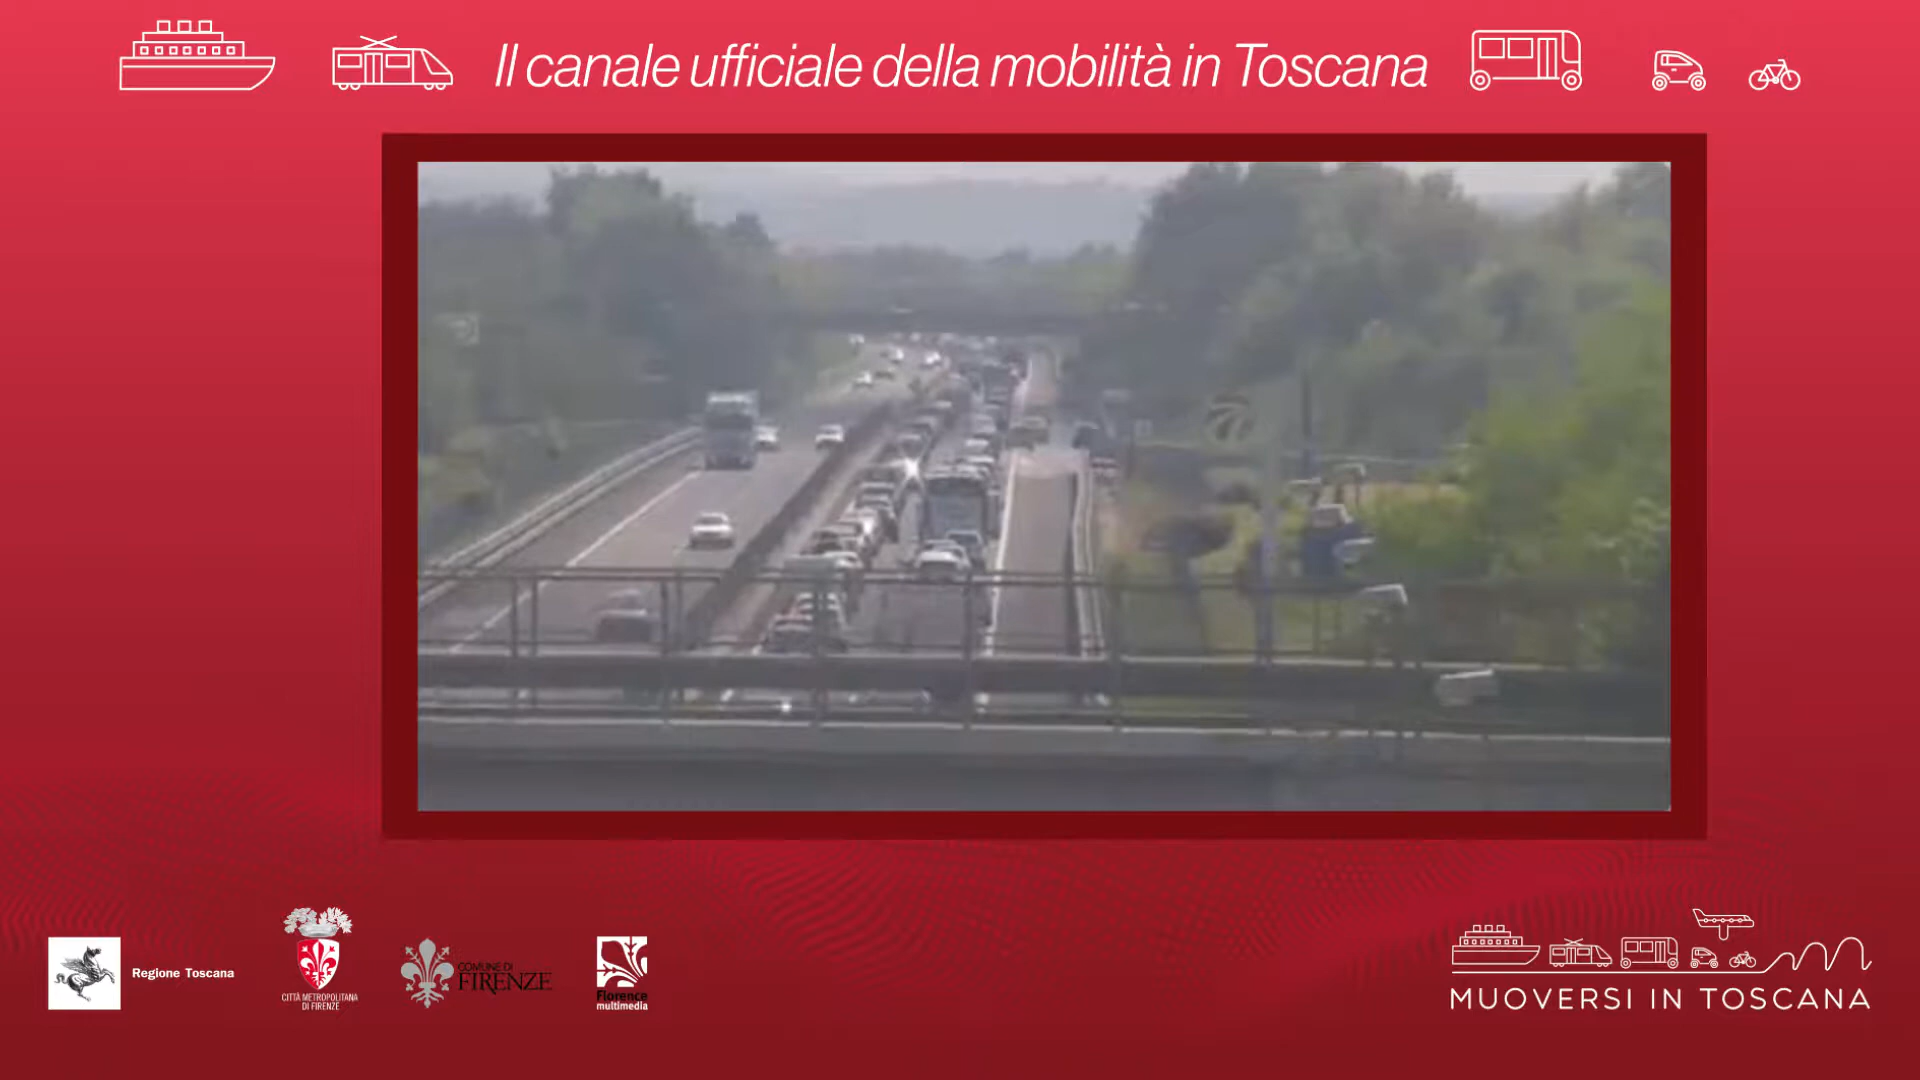 Il canale ufficiale della mobilità in Toscana
Regione Toscana
CITTÀ METROPOLITANA
DI FIRENZE
COMUNE DI
FIRENZE
Florence
multimedia
MUOVERSI IN TOSCANA